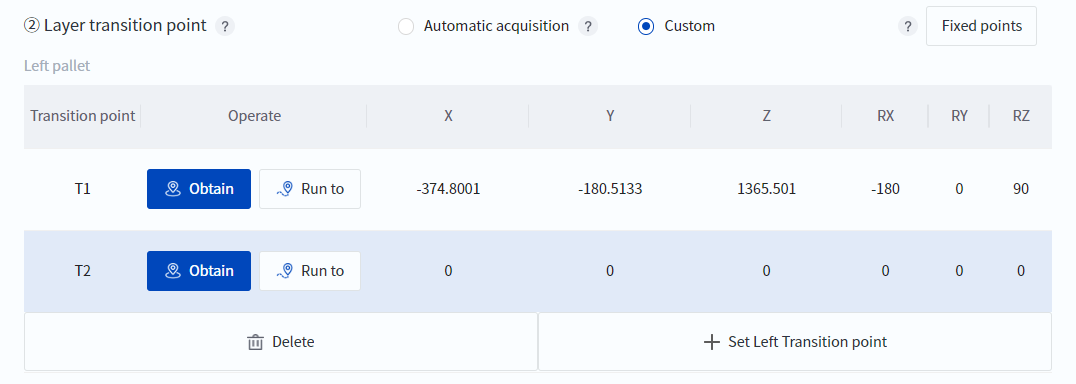 ② Layer transition point ? Automatic acquisition ? Custom ? Fixed points
Left pallet
Transition point Operate X Y Z RX RY RZ
T1 Obtain Run to -374.8001 -180.5133 1365.501 -180 0 90
T2 Obtain Run to 0 0 0 0 0 0
Delete + Set Left Transition point